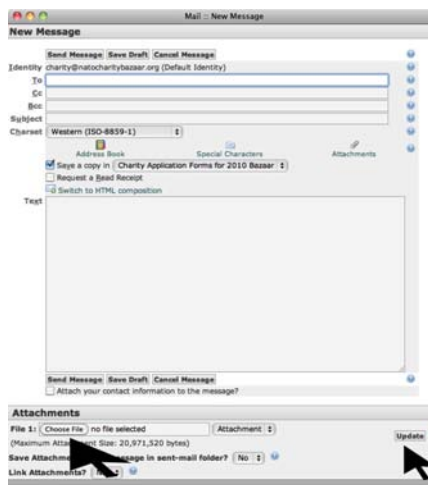 Mail :: New Message
New Message
Send Message Save Draft Cancel Message
Identity charity@natocharitybazaar.org (Default Identity)
To
Cc
Bcc
Subject
Charset Western (ISO-8859-1)
Address Book Special Characters Attachments
Save a copy in Charity Application Forms for 2010 Bazaar
Request a Read Receipt
Switch to HTML composition
Text
Send Message Save Draft Cancel Message
Attach your contact information to the message?
Attachments
File 1: Choose File no file selected Attachment
Update
(Maximum Size: 20,971,520 bytes)
Save in sent-mail folder? No
Link Attachments?